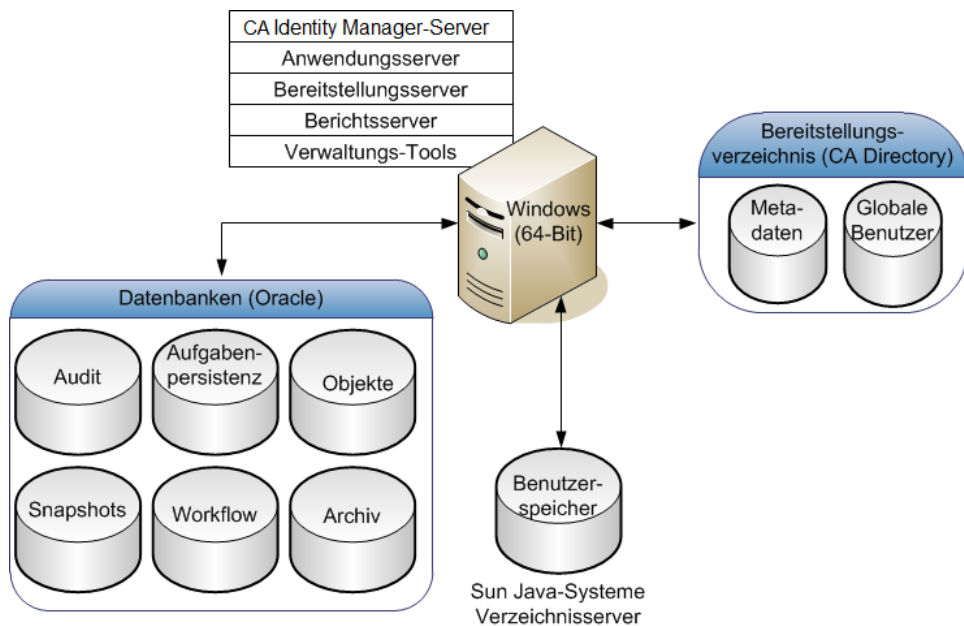 CA Identity Manager-Server
Anwendungsserver
Bereitstellungsserver
Berichtsserver
Verwaltungs-Tools
Windows
(64-Bit)
Bereitstellungs-
verzeichnis (CA Directory)
Meta-
daten
Globale
Benutzer
Datenbanken (Oracle)
Audit
Aufgaben-
persistenz
Objekte
Snapshots
Workflow
Archiv
Benutzer-
speicher
Sun Java-Systeme
Verzeichnisserver